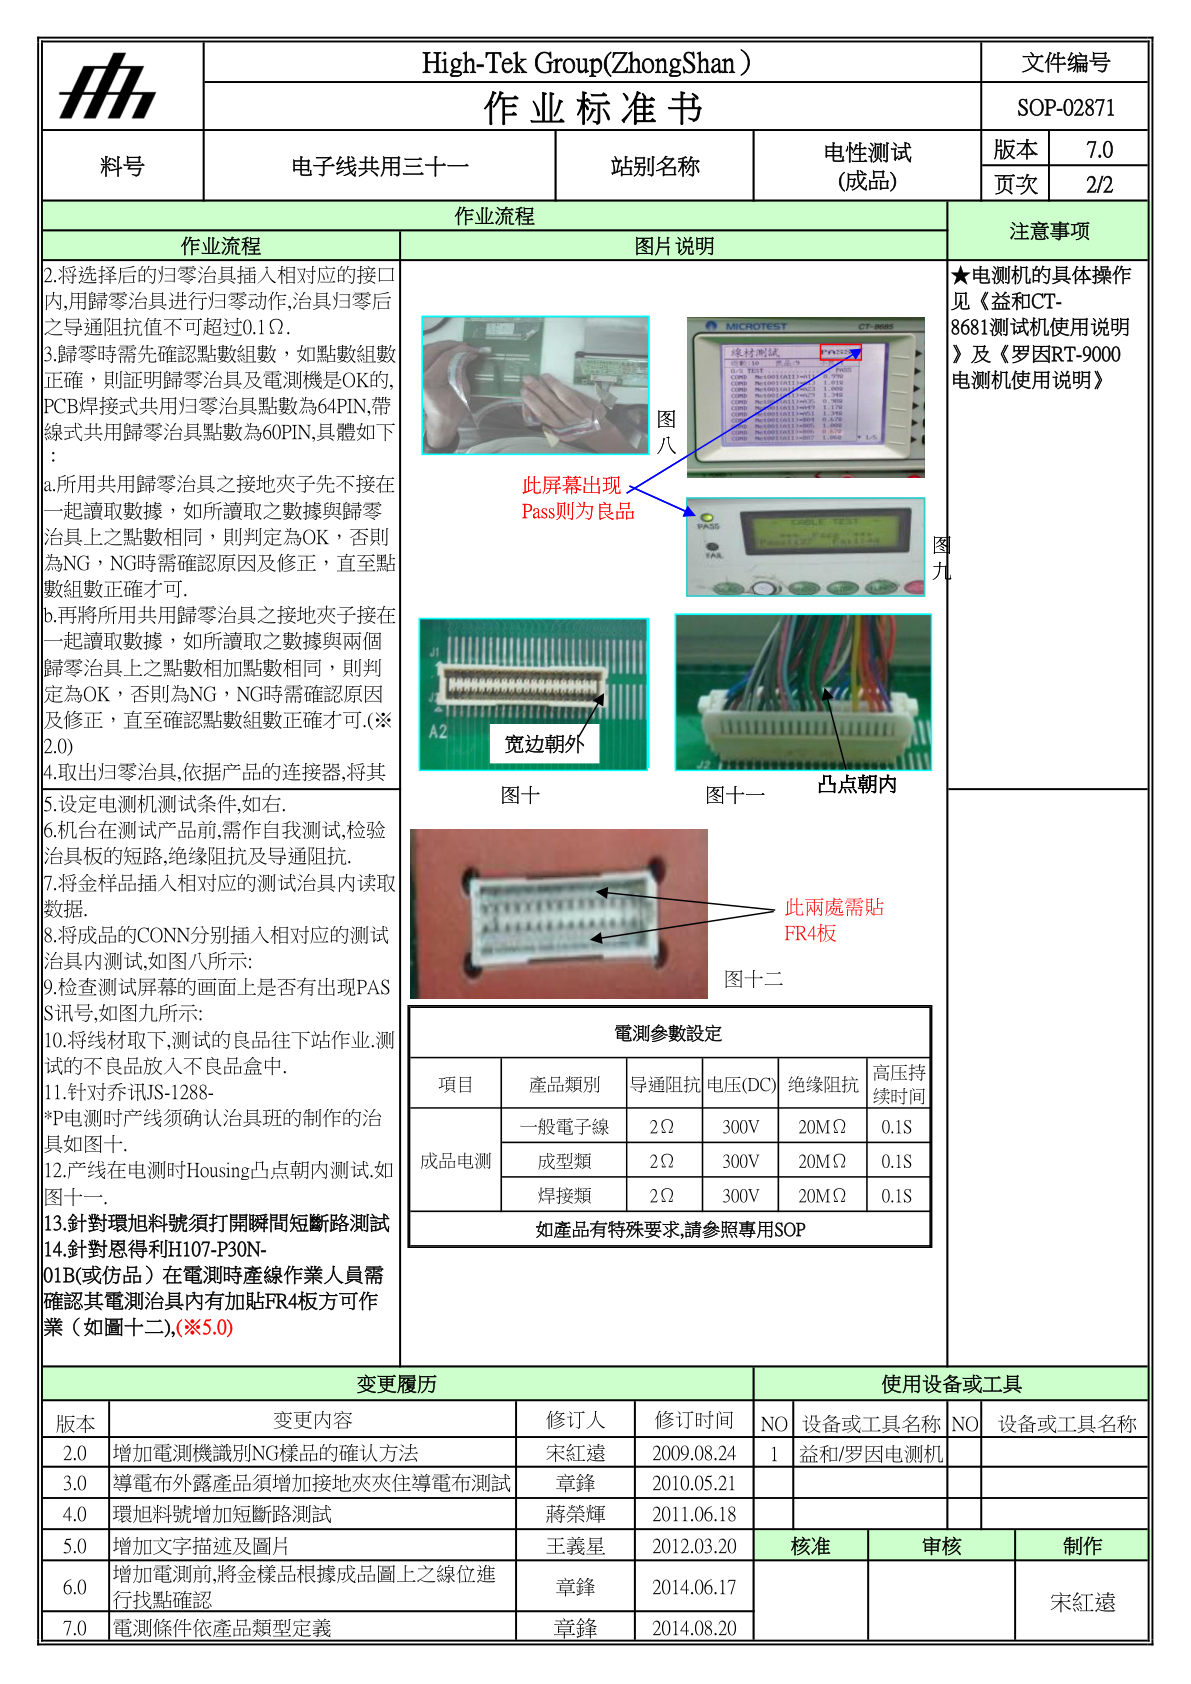 High-Tek Group(ZhongShan）
文件编号
作业标准书
SOP-02871
料号
电子线共用三十一
站别名称
电性测试
(成品)
版本
7.0
页次
2/2
作业流程
注意事项
作业流程
图片说明
2.将选择后的归零治具插入相对应的接口
内,用歸零治具进行归零动作,治具归零后
之导通阻抗值不可超过0.1Ω.
3.歸零時需先確認點數組數，如點數組數
正確，則証明歸零治具及電測機是OK的,
PCB焊接式共用归零治具點數為64PIN,帶
線式共用歸零治具點數為60PIN,具體如下
：
a.所用共用歸零治具之接地夾子先不接在
一起讀取數據，如所讀取之數據與歸零
治具上之點數相同，則判定為OK，否則
為NG，NG時需確認原因及修正，直至點
數組數正確才可.
b.再將所用共用歸零治具之接地夾子接在
一起讀取數據，如所讀取之數據與兩個
歸零治具上之點數相加點數相同，則判
定為OK，否則為NG，NG時需確認原因
及修正，直至確認點數組數正確才可.(※
2.0)
4.取出归零治具,依据产品的连接器,将其
5.设定电测机测试条件,如右.
6.机台在测试产品前,需作自我测试,检验
治具板的短路,绝缘阻抗及导通阻抗.
7.将金样品插入相对应的测试治具内读取
数据.
8.将成品的CONN分别插入相对应的测试
治具内测试,如图八所示:
9.检查测试屏幕的画面上是否有出现PAS
S讯号,如图九所示:
10.将线材取下,测试的良品往下站作业.测
试的不良品放入不良品盒中.
11.针对乔讯JS-1288-
*P电测时产线须确认治具班的制作的治
具如图十.
12.产线在电测时Housing凸点朝内测试.如
图十一.
13.針對環旭料號須打開瞬間短斷路測試
14.針對恩得利H107-P30N-
01B(或仿品）在電測時產線作業人員需
確認其電測治具內有加貼FR4板方可作
業（如圖十二),(※5.0)
图
八
MICROTEST
CT-8685
線材測試
O/S TEST
PASS
此屏幕出现
Pass则为良品
PASS
FAIL
CABLE TEST
图
九
J1
A2
宽边朝外
图十
J2
凸点朝内
图十一
此兩處需貼
FR4板
图十二
電測參數設定
項目
產品類別
导通阻抗
电压(DC)
绝缘阻抗
高压持
续时间
成品电测
一般電子線
2Ω
300V
20MΩ
0.1S
成型類
2Ω
300V
20MΩ
0.1S
焊接類
2Ω
300V
20MΩ
0.1S
如產品有特殊要求,請參照專用SOP
★电测机的具体操作
见《益和CT-
8681测试机使用说明
》及《罗因RT-9000
电测机使用说明》
变更履历
使用设备或工具
版本
变更内容
修订人
修订时间
NO
设备或工具名称
NO
设备或工具名称
2.0
增加電測機識別NG樣品的確认方法
宋紅遠
2009.08.24
1
益和/罗因电测机
3.0
導電布外露產品須增加接地夾夾住導電布測試
章鋒
2010.05.21
4.0
環旭料號增加短斷路測試
蔣榮輝
2011.06.18
5.0
增加文字描述及圖片
王義星
2012.03.20
核准
审核
制作
6.0
增加電測前,將金樣品根據成品圖上之線位進
行找點確認
章鋒
2014.06.17
宋紅遠
7.0
電測條件依產品類型定義
章鋒
2014.08.20